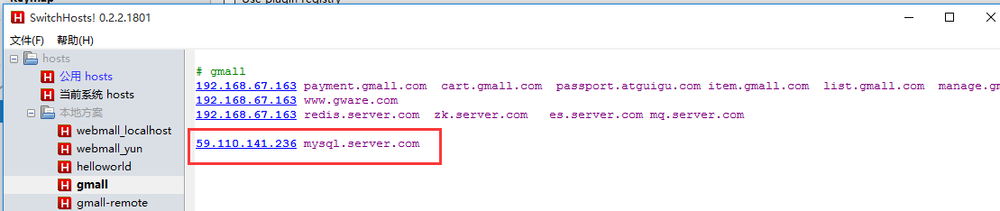 Use plugin registry
SwitchHosts! 0.2.2.1801
文件(F) 帮助(H)
hosts
公用 hosts
当前系统 hosts
本地方案
webmall_localhost
webmall_yun
helloworld
gmall
gmall-remote
# gmall
192.168.67.163 payment.gmall.com cart.gmall.com passport.atguigu.com item.gmall.com list.gmall.com manage.gm
192.168.67.163 www.gware.com
192.168.67.163 redis.server.com zk.server.com es.server.com mq.server.com
59.110.141.236 mysql.server.com